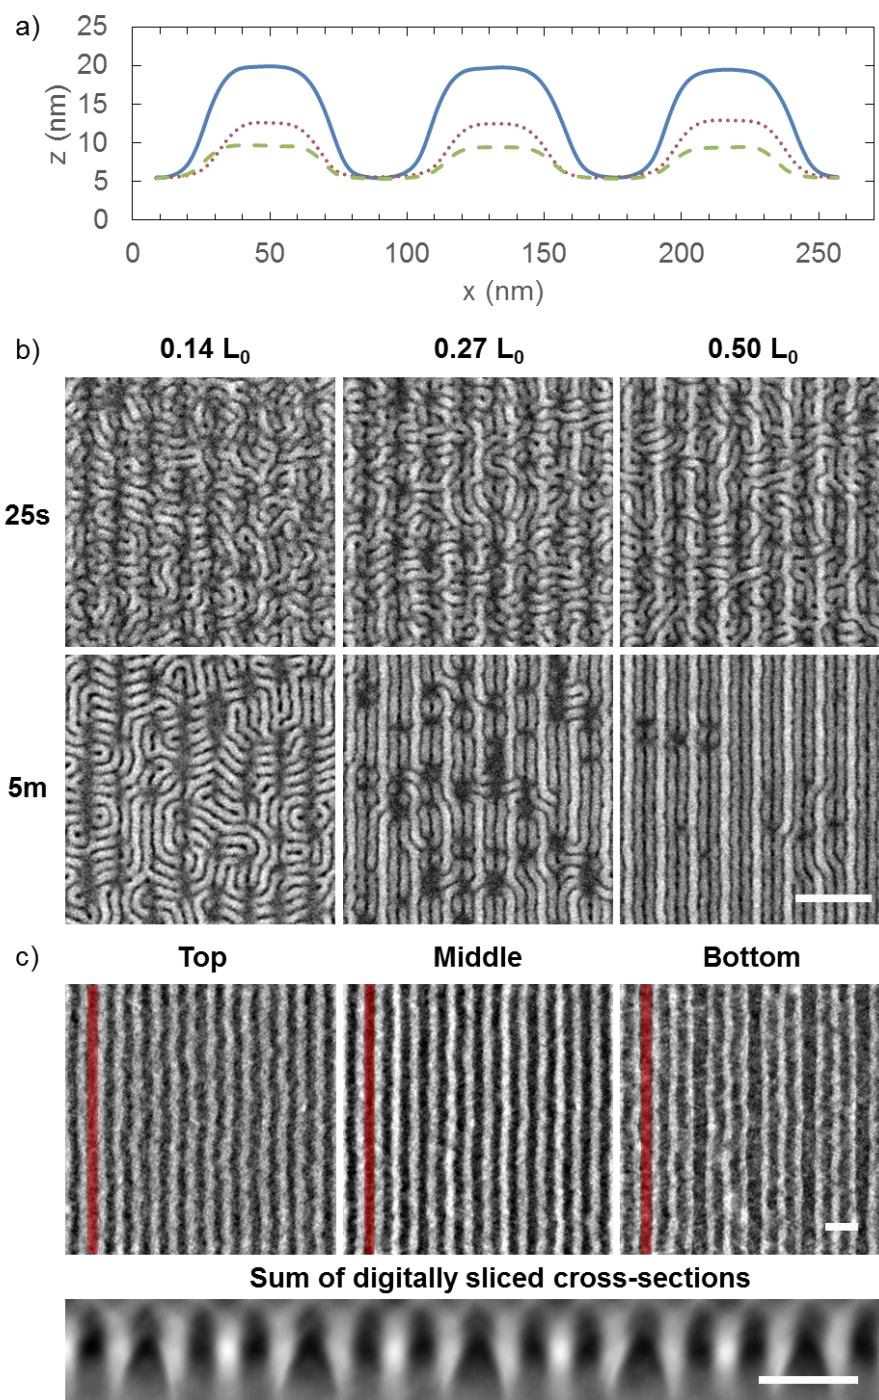 a)
z (nm)
25
20
15
10
5
0
0 50 100 150 200 250
x (nm)
b)
0.14 L₀ 0.27 L₀ 0.50 L₀
25s
5m
c)
Top Middle Bottom
Sum of digitally sliced cross-sections